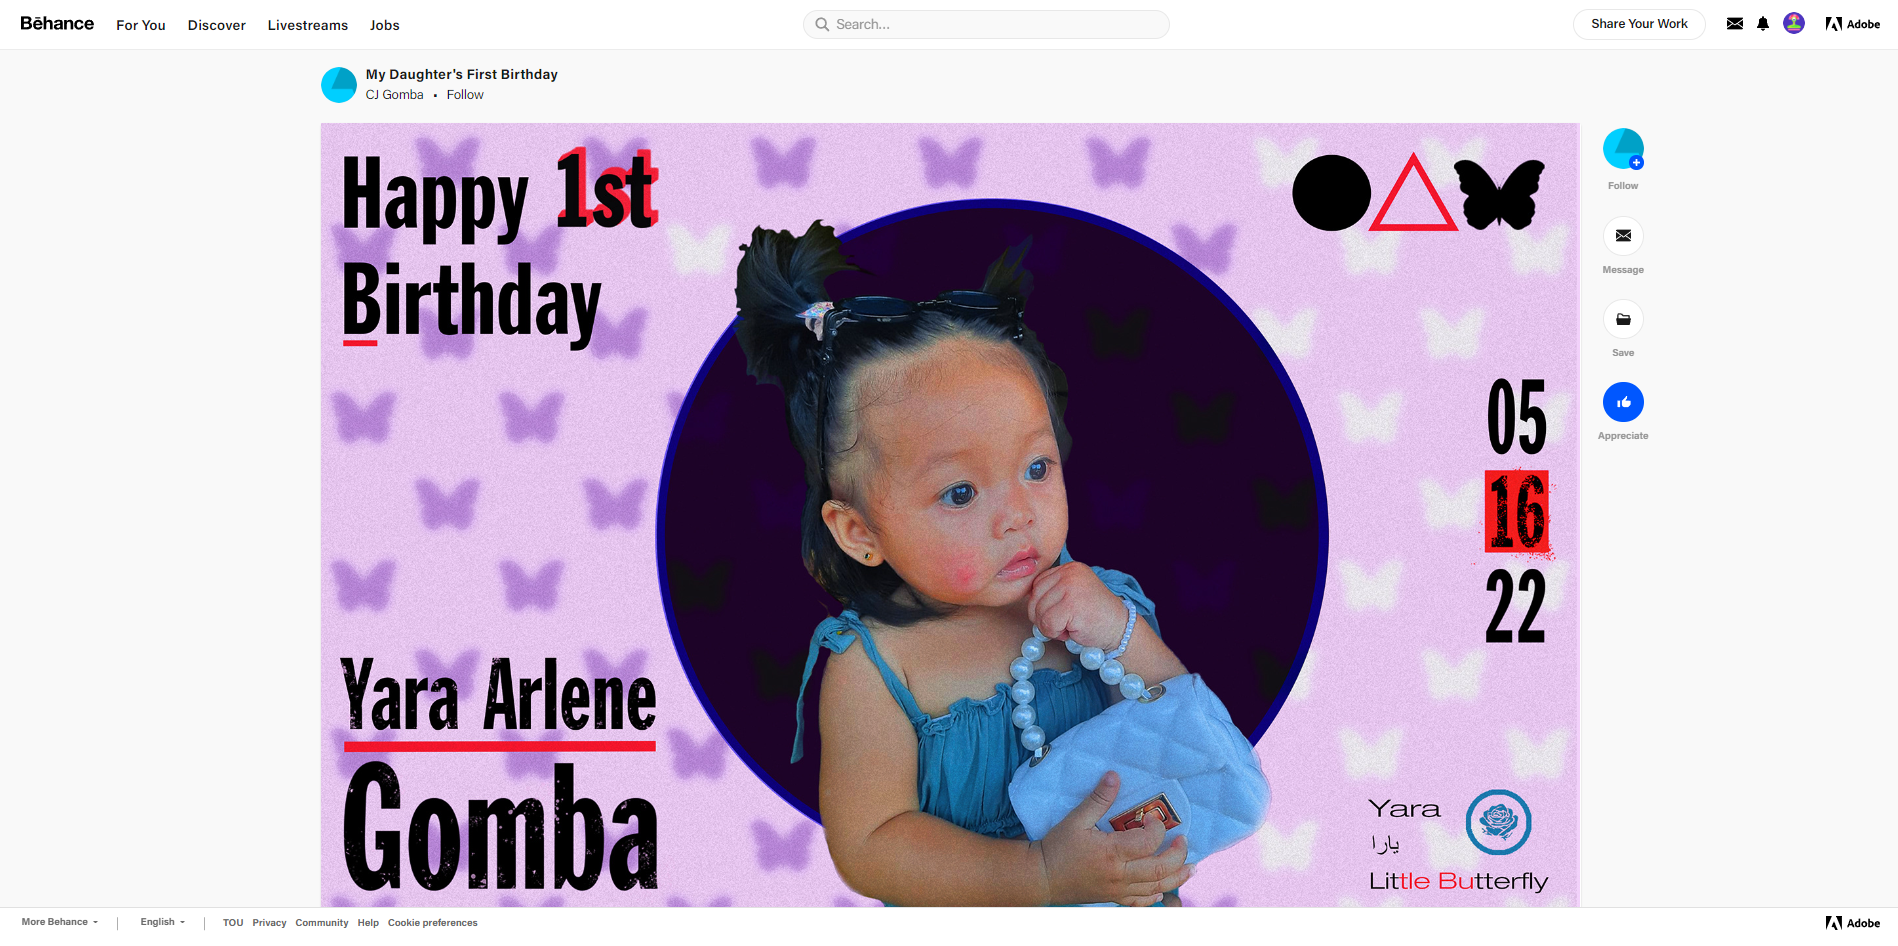 Bēhance
For You
Discover
Livestreams
Jobs
Search...
Share Your Work
Adobe
My Daughter's First Birthday
CJ Gomba • Follow
Happy 1st
Birthday
05
16
22
Yara Arlene
Gomba
Yara
يارا
Little Butterfly
Follow
Message
Save
Appreciate
More Behance
English
TOU
Privacy
Community
Help
Cookie preferences
Adobe